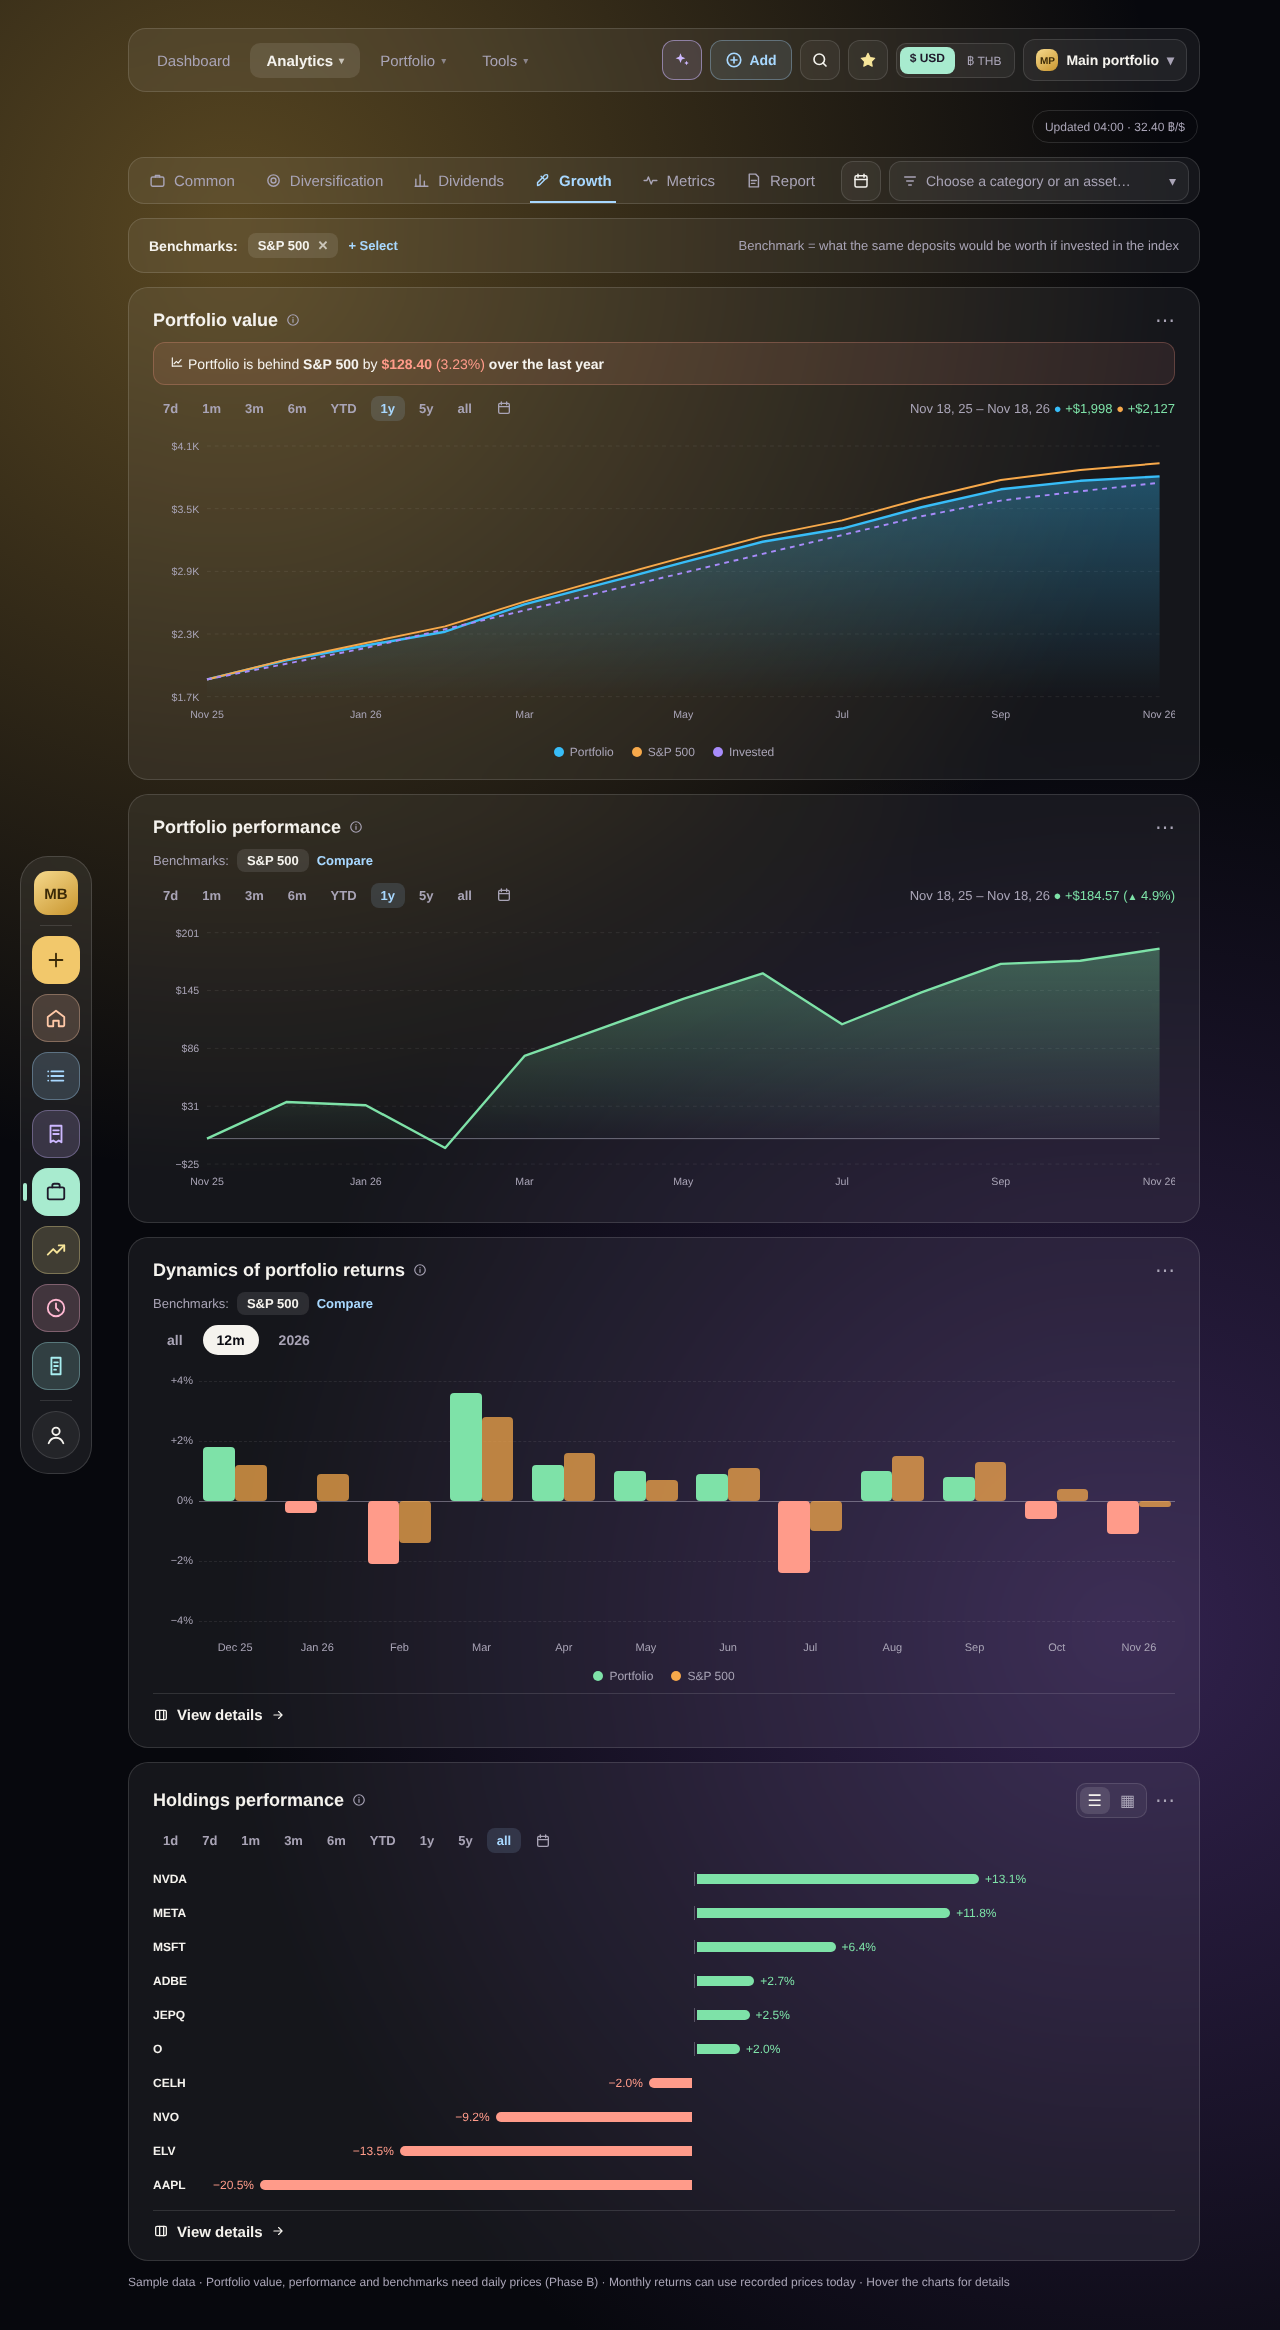 Dashboard Analytics ▾ Portfolio ▾ Tools ▾ Add $ USD ฿ THB MP Main portfolio ▾
Updated 04:00 · 32.40 ฿/$
Common Diversification Dividends Growth Metrics Report Choose a category or an asset… ▾
Benchmarks: S&P 500 ✕ + Select Benchmark = what the same deposits would be worth if invested in the index
Portfolio value
Portfolio is behind S&P 500 by $128.40 (3.23%) over the last year
7d 1m 3m 6m YTD 1y 5y all Nov 18, 25 – Nov 18, 26 ● +$1,998 ● +$2,127
$4.1K
$3.5K
$2.9K
$2.3K
$1.7K
Nov 25 Jan 26 Mar May Jul Sep Nov 26
Portfolio S&P 500 Invested
Portfolio performance
Benchmarks: S&P 500 Compare
7d 1m 3m 6m YTD 1y 5y all Nov 18, 25 – Nov 18, 26 ● +$184.57 (▲ 4.9%)
$201
$145
$86
$31
−$25
Nov 25 Jan 26 Mar May Jul Sep Nov 26
MB
Dynamics of portfolio returns
Benchmarks: S&P 500 Compare
all 12m 2026
+4%
+2%
0%
−2%
−4%
Dec 25 Jan 26 Feb Mar Apr May Jun Jul Aug Sep Oct Nov 26
Portfolio S&P 500
View details →
Holdings performance
1d 7d 1m 3m 6m YTD 1y 5y all
NVDA +13.1%
META +11.8%
MSFT +6.4%
ADBE +2.7%
JEPQ +2.5%
O +2.0%
CELH −2.0%
NVO −9.2%
ELV −13.5%
AAPL −20.5%
View details →
Sample data · Portfolio value, performance and benchmarks need daily prices (Phase B) · Monthly returns can use recorded prices today · Hover the charts for details